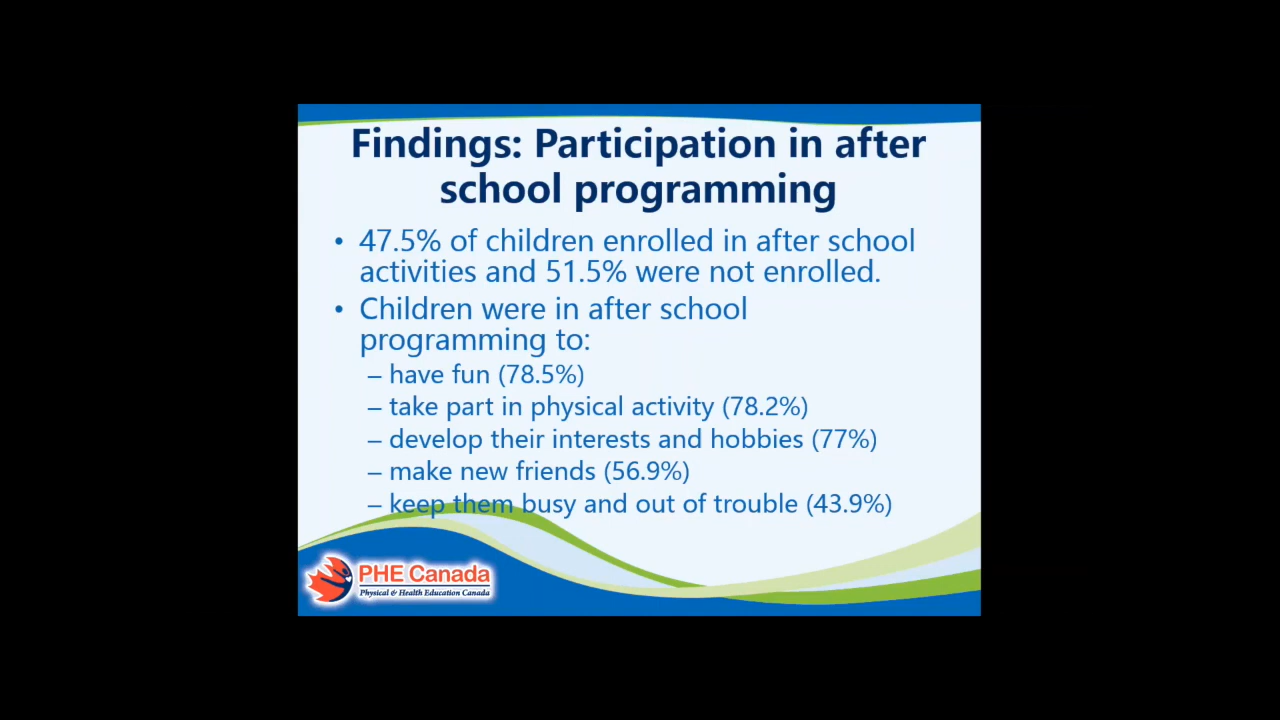 Findings: Participation in after
school programming
• 47.5% of children enrolled in after school
activities and 51.5% were not enrolled.
• Children were in after school
programming to:
– have fun (78.5%)
– take part in physical activity (78.2%)
– develop their interests and hobbies (77%)
– make new friends (56.9%)
– keep them busy and out of trouble (43.9%)
PHE Canada
Physical & Health Education Canada